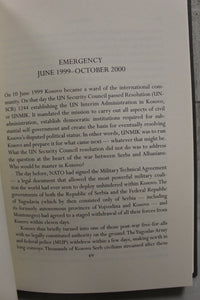 EMERGENCY
JUNE 1999–OCTOBER 2000
On 10 June 1999 Kosovo became a ward of the international com-
munity. On that day the UN Security Council passed Resolution (UN-
SCR) 1244 establishing the UN Interim Administration in Kosovo,
or UNMIK. It mandated the mission to carry out all aspects of civil
administration, establish democratic institutions required for sub-
stantial self-government and create a basis for eventually resolving
Kosovo's disputed political status. In other words, UNMIK was to run
Kosovo and prepare it for what came next — whatever that might be.
What the UN Security Council resolution did not do was to address
the question at the heart of the war between Serbia and Albanians:
Who would be master in Kosovo?
The day before, NATO had signed the Military Technical Agreement
— a legal document that allowed the most powerful military coali-
tion the world had ever seen to deploy unhindered within Kosovo. The
governments of both the Republic of Serbia and the Federal Republic
of Yugoslavia (which by then consisted only of Serbia — including
its formerly autonomous provinces of Vojvodina and Kosovo — and
Montenegro) had agreed to a staged withdrawal of all their forces from
Kosovo within eleven days.
Kosovo thus briefly turned into one of those post-war free-for-alls
with no legally constituted authority on the ground. The Yugoslav Army
and federal police (MUP) withdrew within a few days, making north in
long convoys. Thousands of Kosovo Serb civilians streamed after them
49